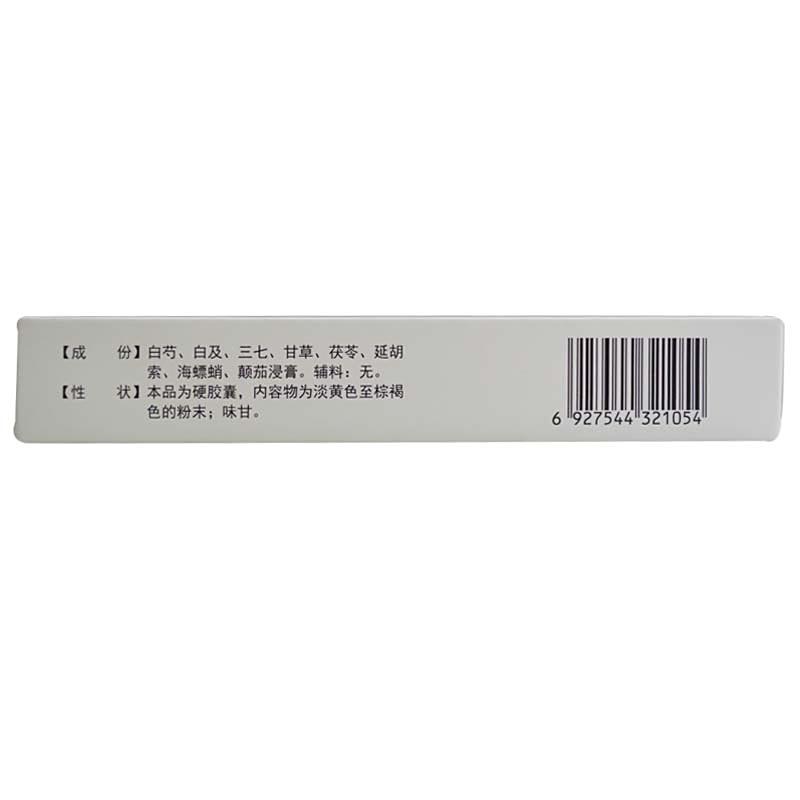 【成　　份】白芍、白及、三七、甘草、茯苓、延胡
索、海螵蛸、颠茄浸膏。辅料：无。
【性　　状】本品为硬胶囊，内容物为淡黄色至棕褐
色的粉末；味甘。
6 927544 321054